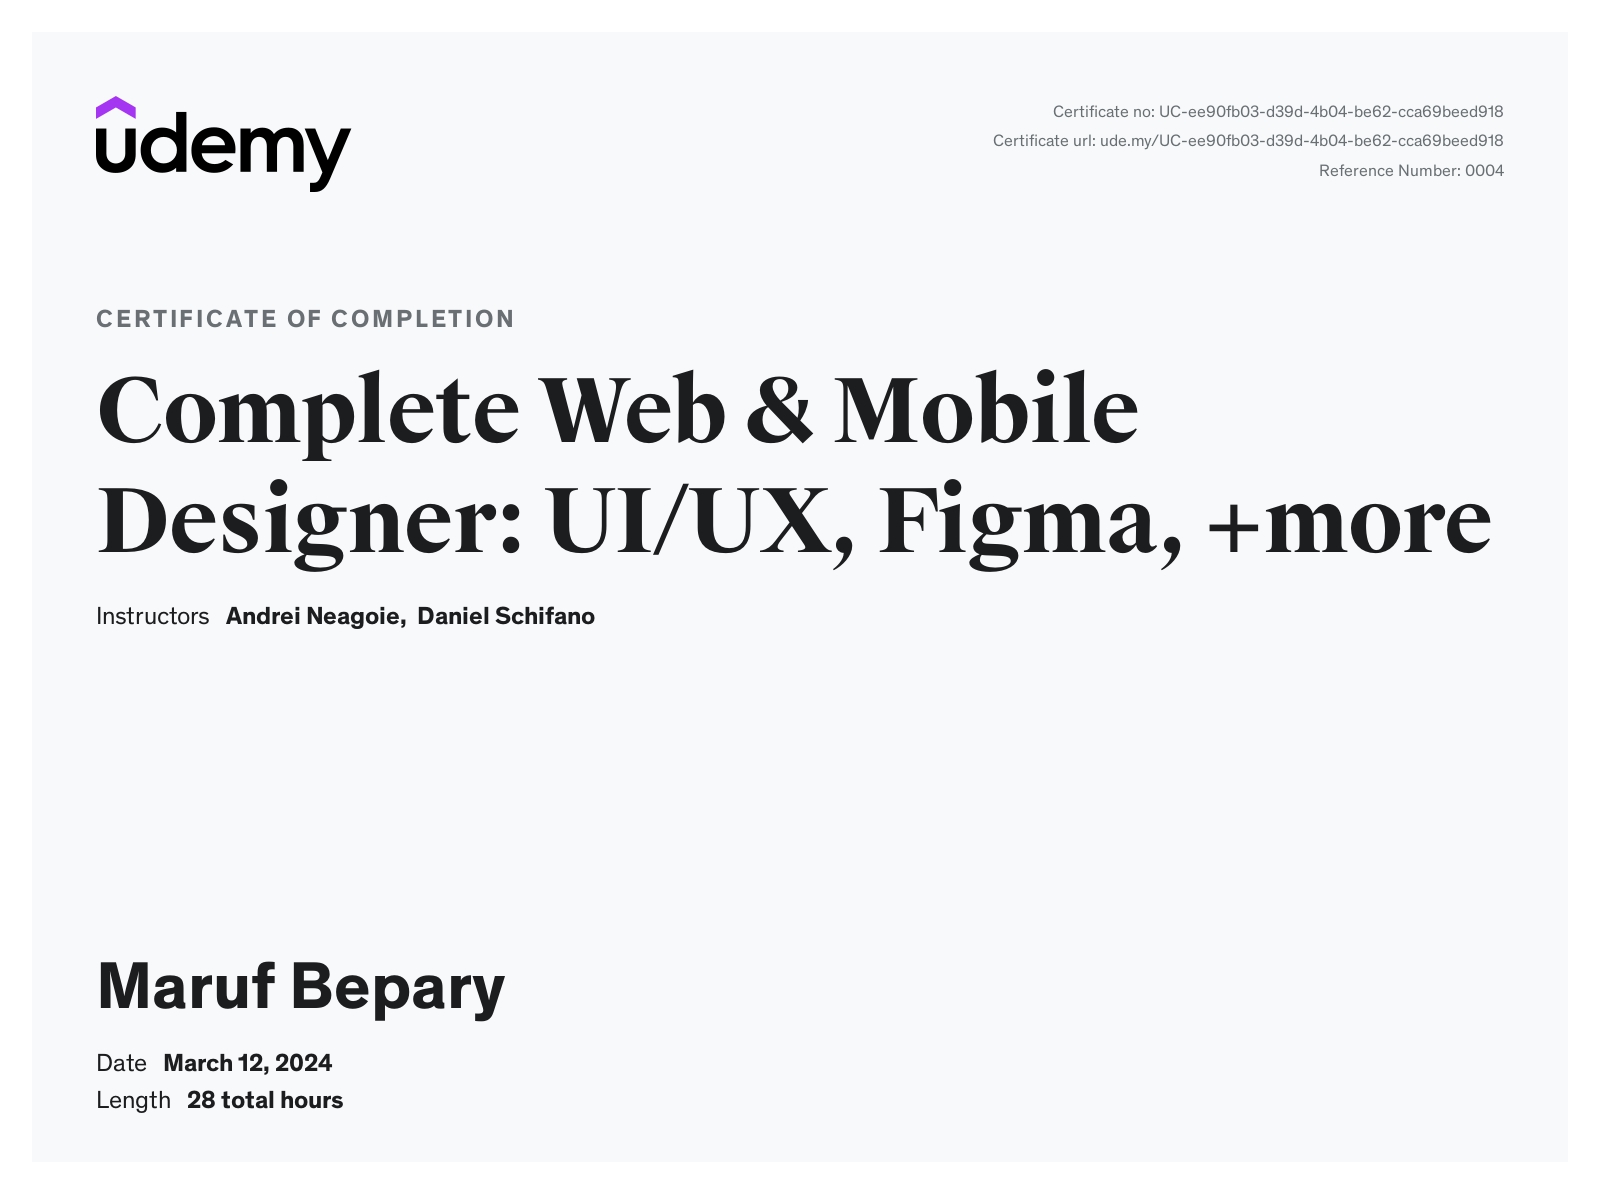 udemy
Certificate no: UC-ee90fb03-d39d-4b04-be62-cca69beed918
Certificate url: ude.my/UC-ee90fb03-d39d-4b04-be62-cca69beed918
Reference Number: 0004
CERTIFICATE OF COMPLETION
Complete Web & Mobile
Designer: UI/UX, Figma, +more
Instructors Andrei Neagoie, Daniel Schifano
Maruf Bepary
Date March 12, 2024
Length 28 total hours